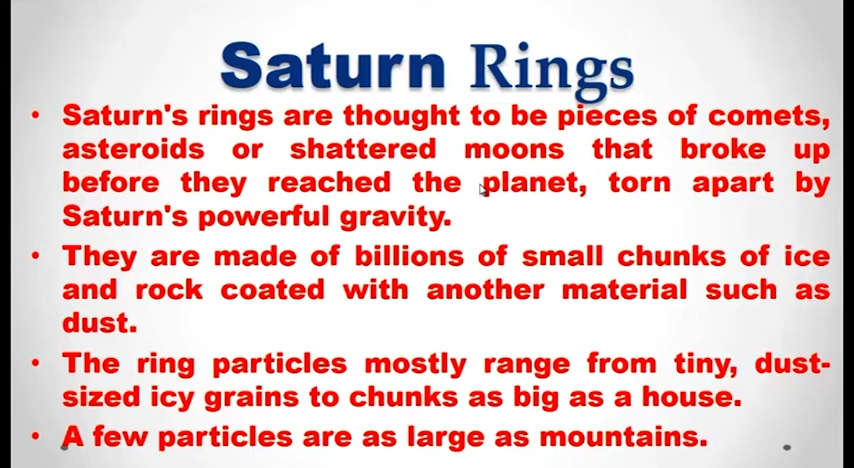 Saturn Rings
• Saturn's rings are thought to be pieces of comets,
asteroids or shattered moons that broke up
before they reached the planet, torn apart by
Saturn's powerful gravity.
• They are made of billions of small chunks of ice
and rock coated with another material such as
dust.
• The ring particles mostly range from tiny, dust-
sized icy grains to chunks as big as a house.
• A few particles are as large as mountains.